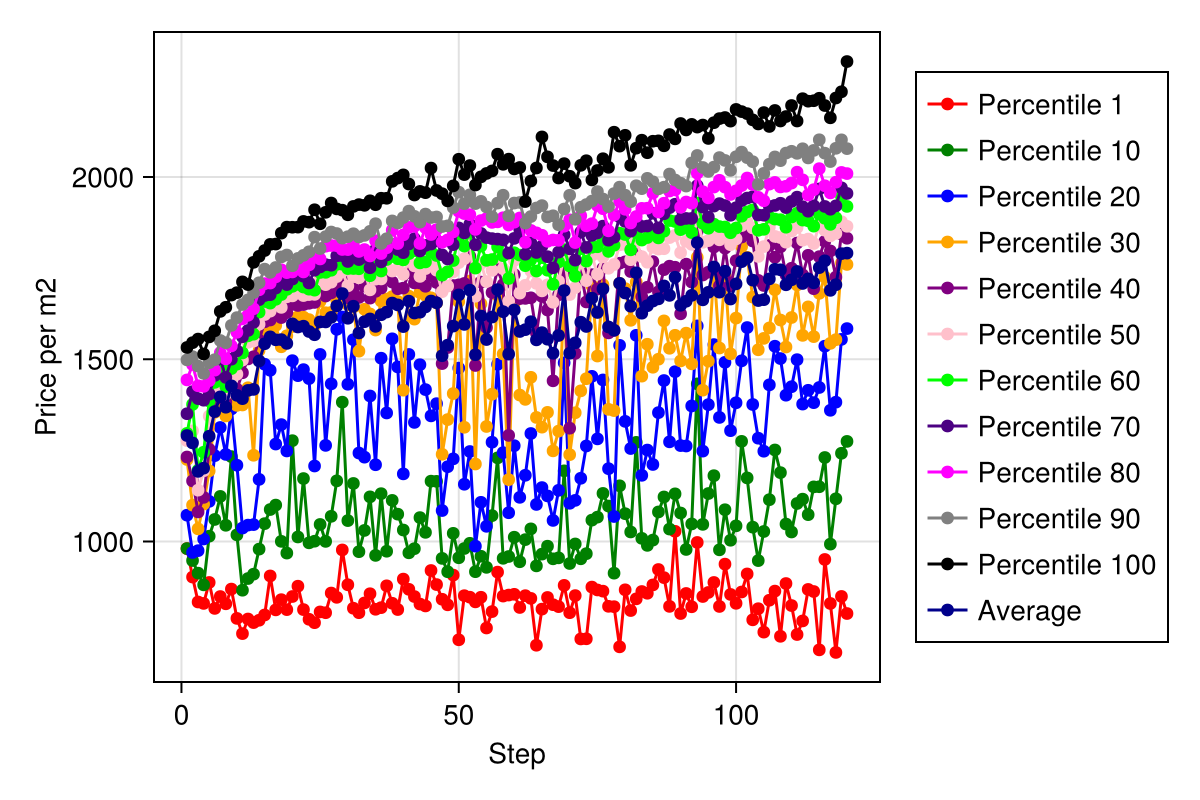 Price per m2
2000
1500
1000
0
50
100
Step
Percentile 1
Percentile 10
Percentile 20
Percentile 30
Percentile 40
Percentile 50
Percentile 60
Percentile 70
Percentile 80
Percentile 90
Percentile 100
Average